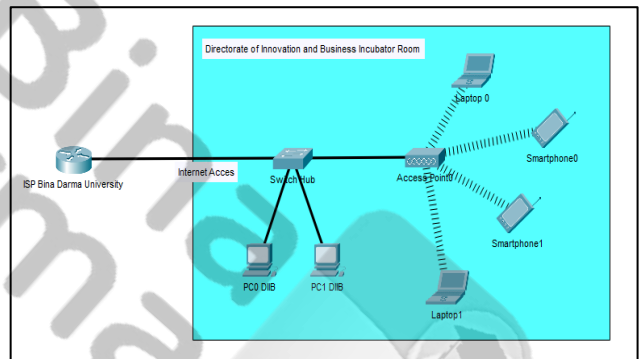 Directorate of Innovation and Business Incubator Room
Laptop 0
Smartphone0
ISP Bina Darma University
Internet Acces
Switch Hub
Access Point0
Smartphone1
PC0 DIIB
PC1 DIIB
Laptop1